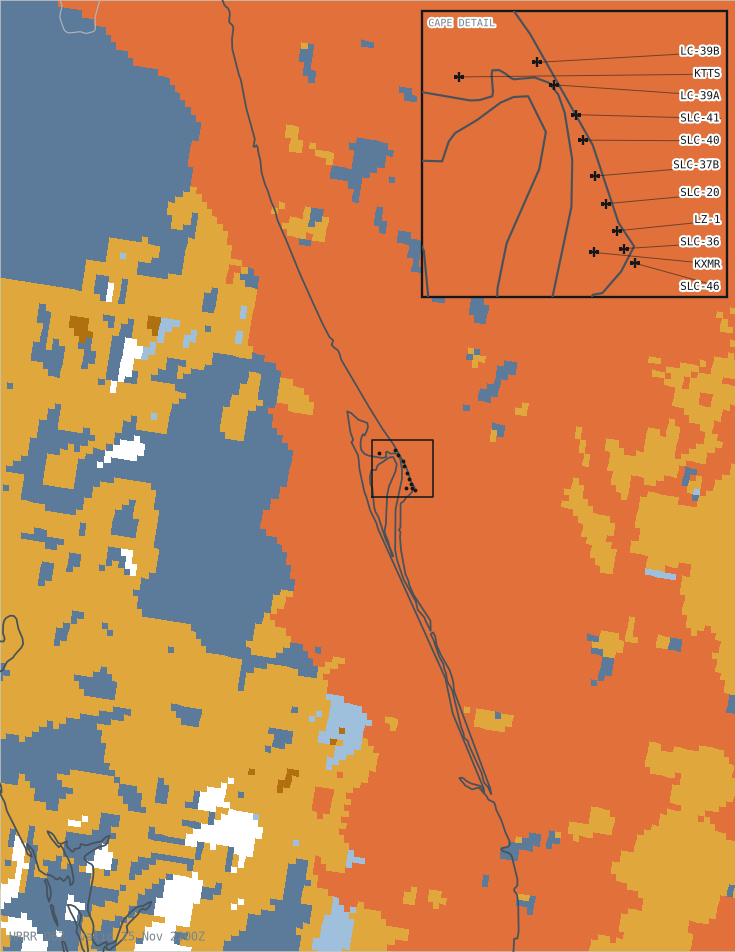 CAPE DETAIL
LC-39B
KTTS
LC-39A
SLC-41
SLC-40
SLC-37B
SLC-20
LZ-1
SLC-36
KXMR
SLC-46
HRRR
25 Nov